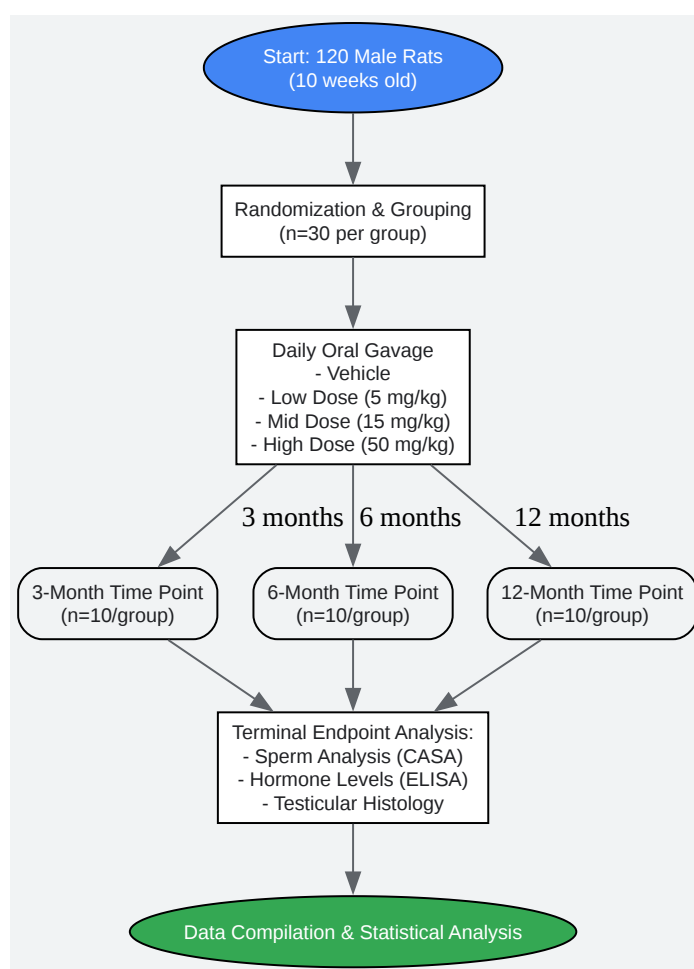 Start: 120 Male Rats
(10 weeks old)
Randomization & Grouping
(n=30 per group)
Daily Oral Gavage
- Vehicle
- Low Dose (5 mg/kg)
- Mid Dose (15 mg/kg)
- High Dose (50 mg/kg)
3 months
6 months
12 months
3-Month Time Point
(n=10/group)
6-Month Time Point
(n=10/group)
12-Month Time Point
(n=10/group)
Terminal Endpoint Analysis:
- Sperm Analysis (CASA)
- Hormone Levels (ELISA)
- Testicular Histology
Data Compilation & Statistical Analysis